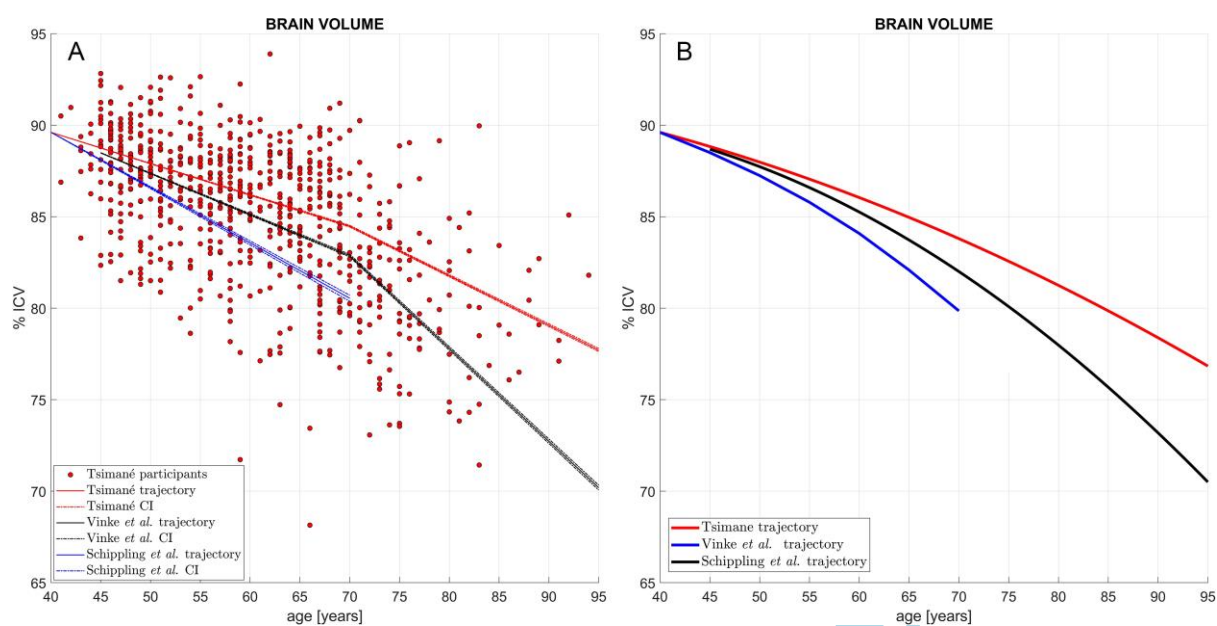 BRAIN VOLUME
A
95
90
85
80
75
70
65
% ICV
40 45 50 55 60 65 70 75 80 85 90 95
age [years]
Tsimané participants
Tsimané trajectory
Tsimané CI
Vinke et al. trajectory
Vinke et al. CI
Schippling et al. trajectory
Schippling et al. CI
BRAIN VOLUME
B
95
90
85
80
75
70
65
% ICV
40 45 50 55 60 65 70 75 80 85 90 95
age [years]
Tsimane trajectory
Vinke et al. trajectory
Schippling et al. trajectory